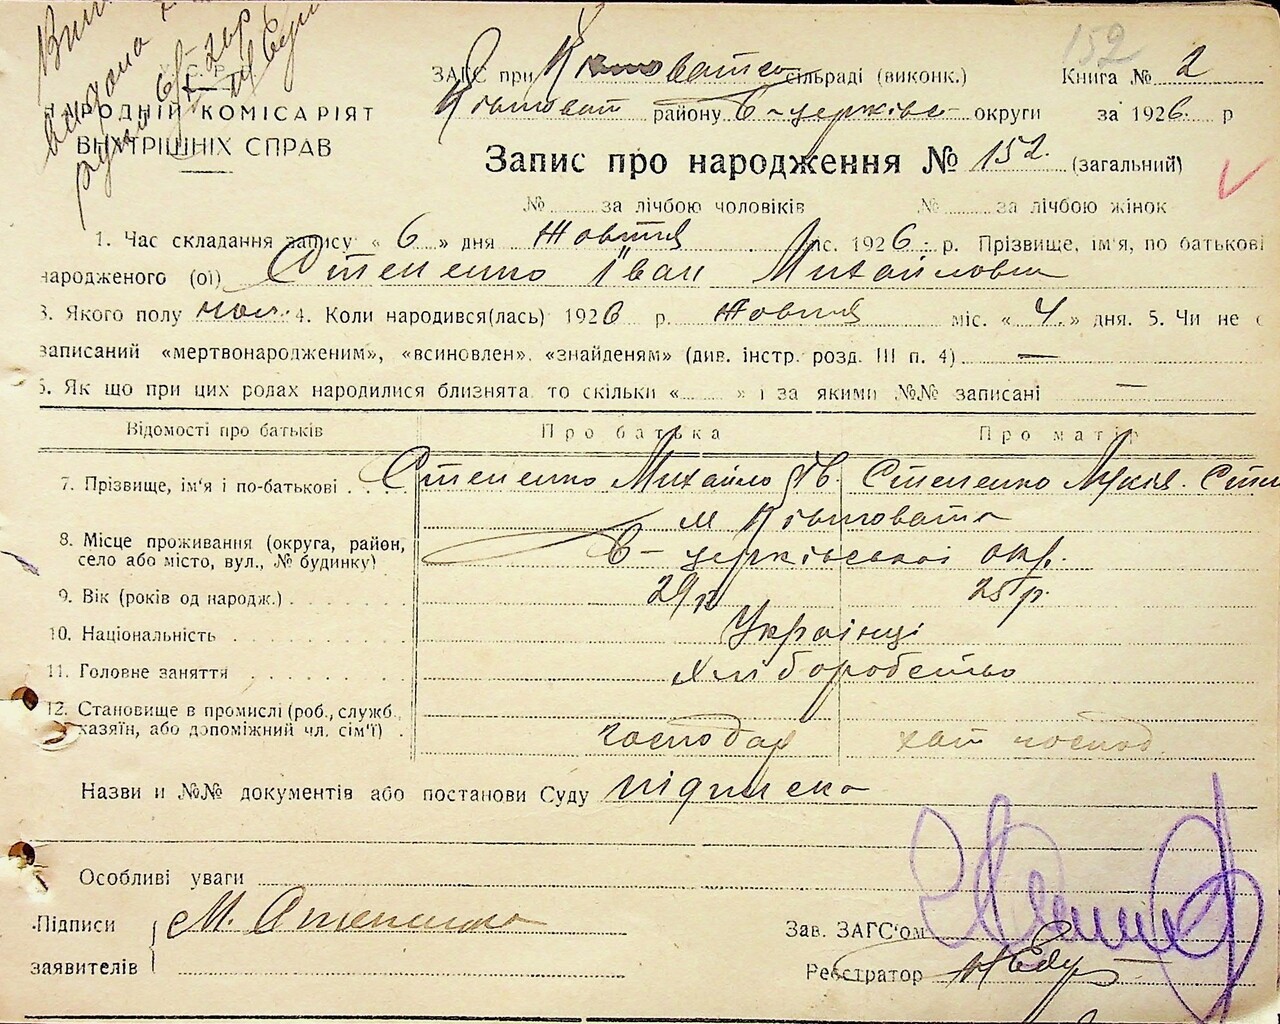 152
У.С.Р.Р.
НАРОДНІЙ КОМІСАРІЯТ
ВНУТРІШНІХ СПРАВ
ЗАГС при сільраді (виконк.) Книга № 2
району Б-церківс- округи за 1926 р
Запис про народження № 152. (загальний)
№ за лічбою чоловіків № за лічбою жінок
1. Час складання запису « 6 » дня Жовтня міс. 1926. р. Прізвище, ім'я, по батькові
народженого (ої) Степенко Іван Михайлович
3. Якого полу чол. 4. Коли народився(лась) 1926 р. Жовтня міс. « 4. » дня. 5. Чи не є
записаний «мертвонародженим», «всиновлен», «знайденям» (див. інстр. розд. III п. 4) —
6. Як що при цих родах народилися близнята то скільки « » і за якими №№ записані —
Відомості про батьків Про батька Про матір
7. Прізвище, ім'я і по-батькові Степенко Михайло Степенко Лукія
8. Місце проживання (округа, район, село або місто, вул., № будинку) м
Б-церківської окр.
9. Вік (років од народж.) 29 р 25 р.
10. Національність Українці
11. Головне заняття Хліборобство
12. Становище в промислі (роб., служб., хазяїн, або допоміжний чл. сім'ї) господар хат господ.
Назви и №№ документів або постанови Суду підписка
Особливі уваги
Підписи М. Степенко
заявителів
Зав. ЗАГС'ом
Реєстратор